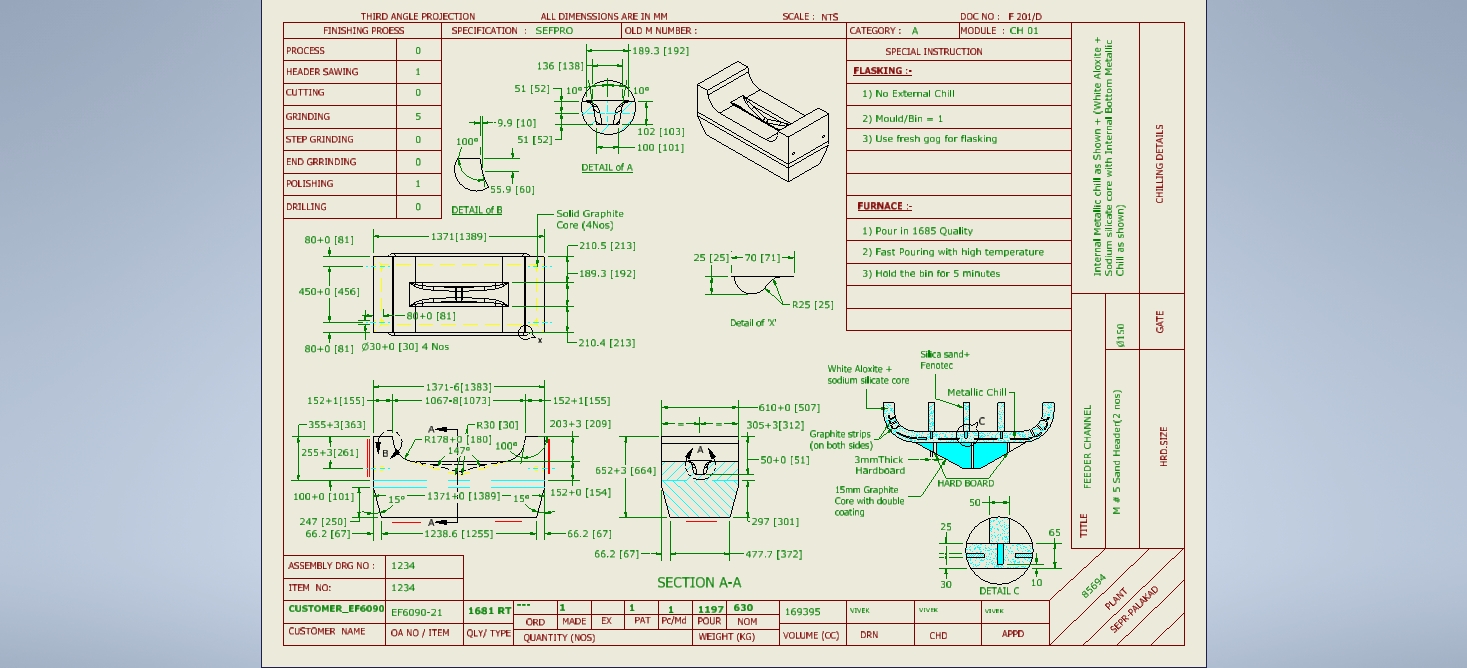 THIRD ANGLE PROJECTION ALL DIMENSSIONS ARE IN MM SCALE : NTS DOC NO : F 201/D
FINISHING PROESS SPECIFICATION : SEFPRO OLD M NUMBER : CATEGORY : A MODULE : CH 01
PROCESS 0
HEADER SAWING 1
CUTTING 0
GRINDING 5
STEP GRINDING 0
END GRRINDING 0
POLISHING 1
DRILLING 0
189.3 [192]
136 [138]
51 [52] 10° 10°
9.9 [10]
51 [52] 102 [103]
100 [101]
DETAIL of A
100°
55.9 [60]
DETAIL of B
SPECIAL INSTRUCTION
FLASKING :-
1) No External Chill
2) Mould/Bin = 1
3) Use fresh gog for flasking
FURNACE :-
1) Pour in 1685 Quality
2) Fast Pouring with high temperature
3) Hold the bin for 5 minutes
Internal Metallic chill as Shown + (White Aloxite +
Sodium silicate core with Internal Bottom Metallic
Chill as shown)
CHILLING DETAILS
Ø150
GATE
TITLE
FEEDER CHANNEL
M # 5 Sand Header(2 nos)
HRD.SIZE
Solid Graphite
Core (4Nos)
80+0 [81] 1371[1389] 210.5 [213]
450+0 [456] 189.3 [192]
80+0 [81]
80+0 [81] Ø30+0 [30] 4 Nos x 210.4 [213]
25 [25] 70 [71]
R25 [25]
Detail of 'X'
1371-6[1383]
152+1[155] 1067-8[1073] 152+1[155]
355+3[363] A R30 [30] 203+3 [209]
R178+0 [180]
255+3[261] B 147° 100°
100+0 [101] 15° 1371+0 [1389] 15° 152+0 [154]
247 [250] A
66.2 [67] 1238.6 [1255] 66.2 [67]
610+0 [507]
305+3[312]
A
652+3 [664] 50+0 [51]
297 [301]
66.2 [67] 477.7 [372]
SECTION A-A
Silica sand+
Fenotec
White Aloxite +
sodium silicate core
Metallic Chill
C
Graphite strips
(on both sides)
3mmThick
Hardboard
HARD BOARD
15mm Graphite
Core with double
coating
50
25 65
30 10
DETAIL C
ASSEMBLY DRG NO : 1234
ITEM NO: 1234
CUSTOMER_EF6090 EF6090-21 1681 RT --- 1 1 1 1197 630 169395 VIVEK VIVEK VIVEK
ORD MADE EX PAT Pc/Md POUR NOM
CUSTOMER NAME OA NO / ITEM QLY/ TYPE QUANTITY (NOS) WEIGHT (KG) VOLUME (CC) DRN CHD APPD
85694
PLANT
SEPR-PALAKAD